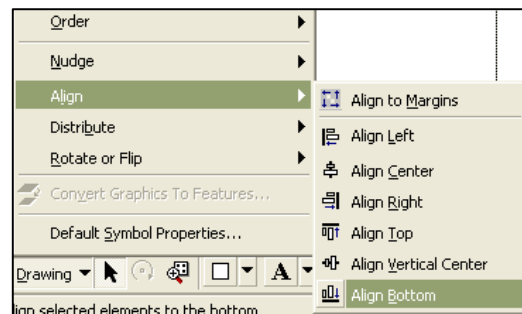 Order
Nudge
Align
Distribute
Rotate or Flip
Convert Graphics To Features...
Default Symbol Properties...
Align to Margins
Align Left
Align Center
Align Right
Align Top
Align Vertical Center
Align Bottom
Drawing
A
selected elements to the bottom